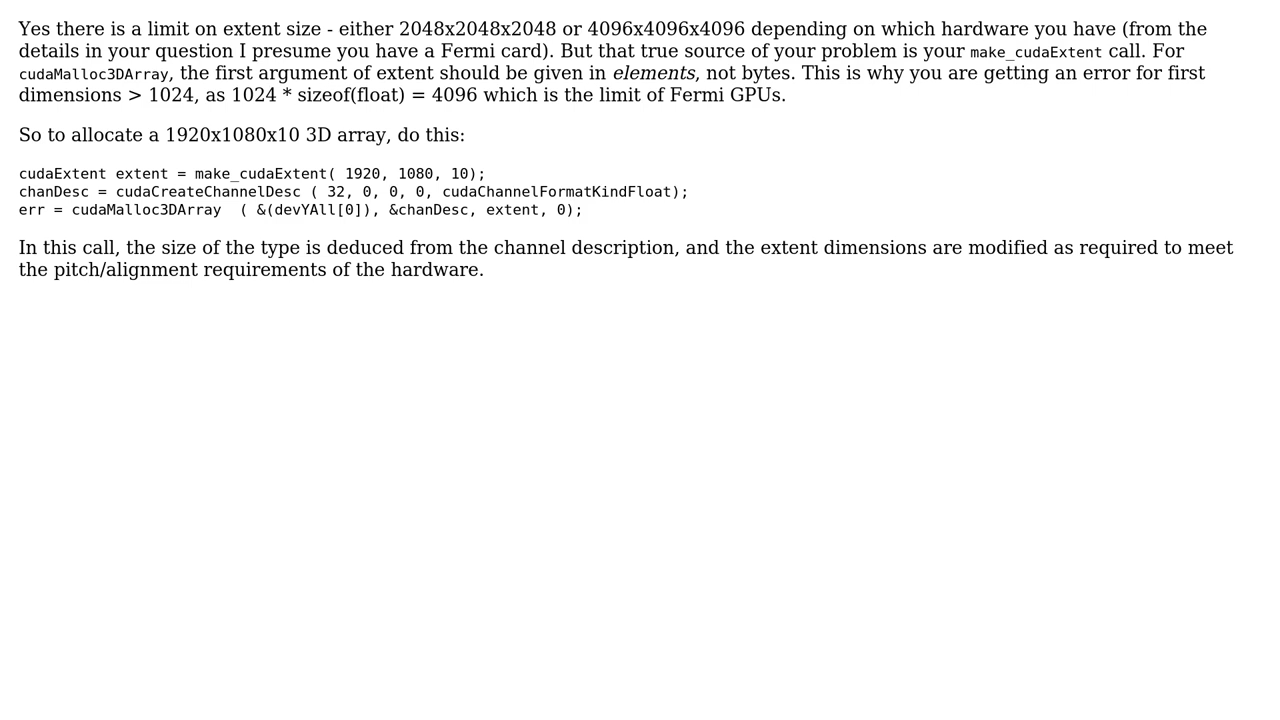 Yes there is a limit on extent size - either 2048x2048x2048 or 4096x4096x4096 depending on which hardware you have (from the
details in your question I presume you have a Fermi card). But that true source of your problem is your make_cudaExtent call. For
cudaMalloc3DArray, the first argument of extent should be given in elements, not bytes. This is why you are getting an error for first
dimensions > 1024, as 1024 * sizeof(float) = 4096 which is the limit of Fermi GPUs.
So to allocate a 1920x1080x10 3D array, do this:
cudaExtent extent = make_cudaExtent( 1920, 1080, 10);
chanDesc = cudaCreateChannelDesc ( 32, 0, 0, 0, cudaChannelFormatKindFloat);
err = cudaMalloc3DArray  ( &(devYAll[0]), &chanDesc, extent, 0);
In this call, the size of the type is deduced from the channel description, and the extent dimensions are modified as required to meet
the pitch/alignment requirements of the hardware.